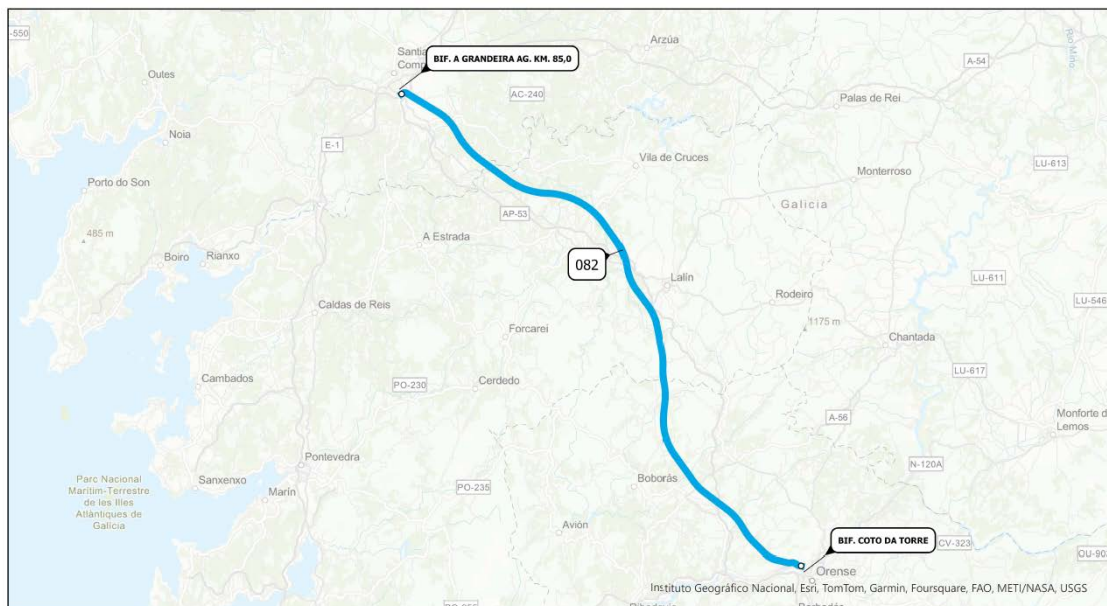 -550
Santi
Comp
BIF. A GRANDEIRA AG. KM. 85,0
Arzúa
A-54
Outes
AC-240
Palas de Rei
Noia
E-1
Vila de Cruces
LU-613
Monterroso
Porto do Son
Galicia
AP-53
485 m
A Estrada
Boiro
Rianxo
082
Lalín
LU-611
Rodeiro
LU-546
Caldas de Reis
1175 m
Forcarei
Chantada
Cambados
PO-230
Cerdedo
LU-617
A-56
Monforte d
Lemos
Pontevedra
N-120A
Parc Nacional
Marítim-Terrestre
de les Illes
Atlàntiques de
Galícia
Sanxenxo
Marín
PO-235
Boborás
Avión
BIF. COTO DA TORRE
CV-323
OU-903
Orense
Instituto Geográfico Nacional, Esri, TomTom, Garmin, Foursquare, FAO, METI/NASA, USGS